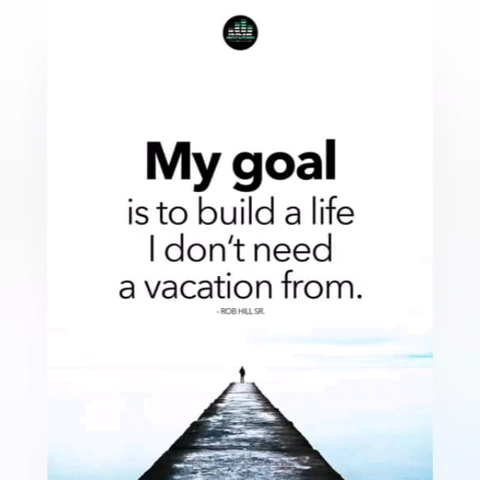 My goal
is to build a life
I don't need
a vacation from.
- ROB HILL SR.